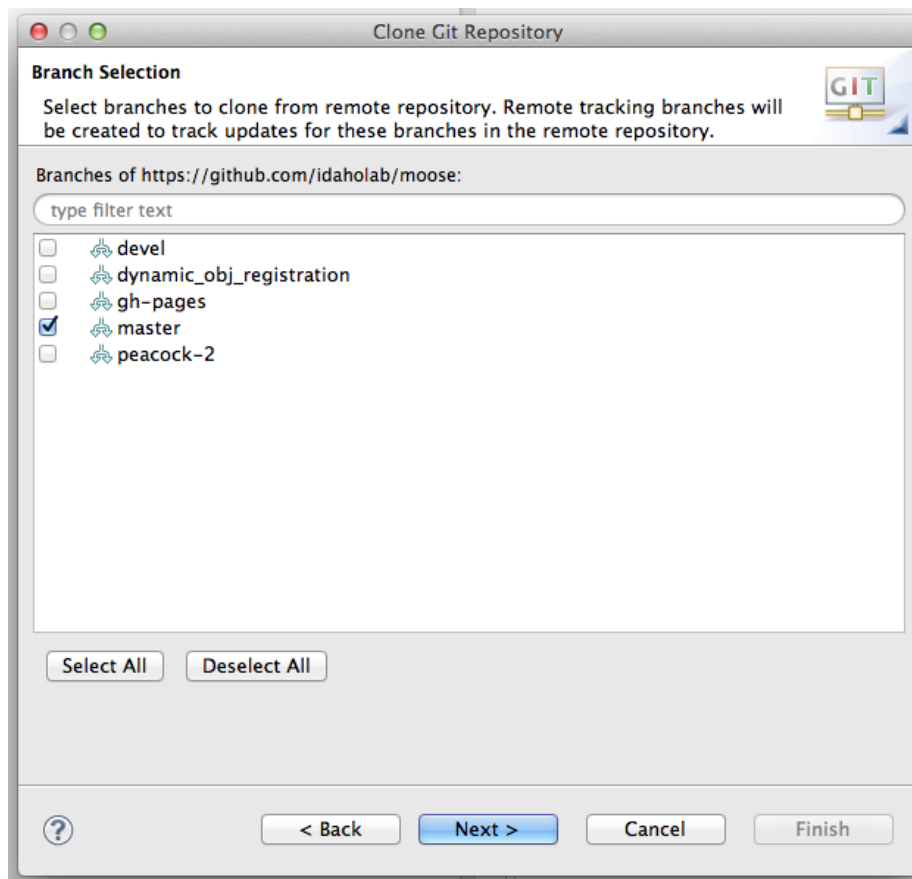 Clone Git Repository
Branch Selection
Select branches to clone from remote repository. Remote tracking branches will
be created to track updates for these branches in the remote repository.
GIT
Branches of https://github.com/idaholab/moose:
type filter text
devel
dynamic_obj_registration
gh-pages
master
peacock-2
Select All
Deselect All
?
< Back
Next >
Cancel
Finish